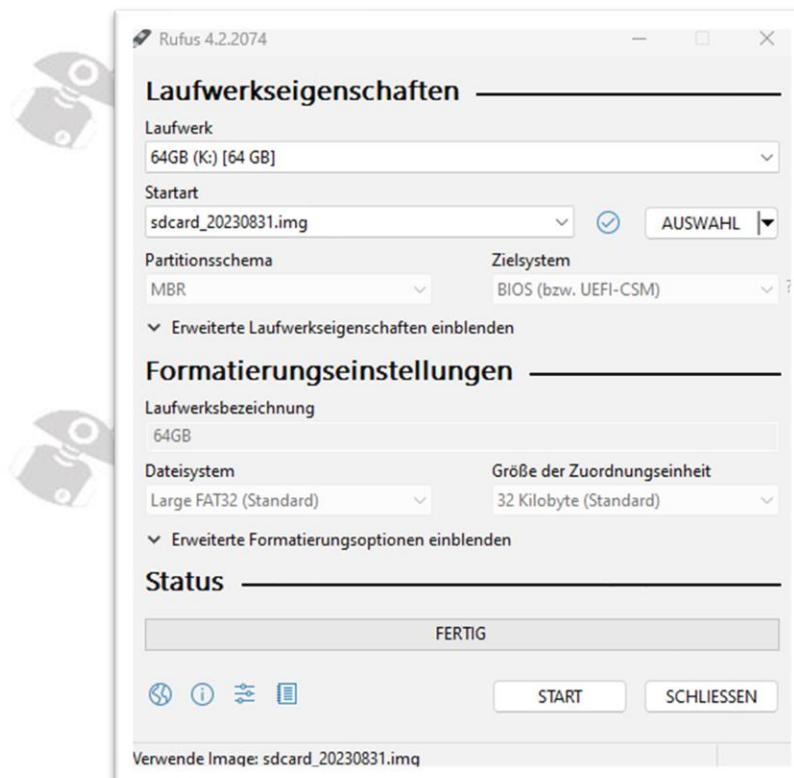 Rufus 4.2.2074
Laufwerkseigenschaften
Laufwerk
64GB (K:) [64 GB]
Startart
sdcard_20230831.img AUSWAHL
Partitionsschema Zielsystem
MBR BIOS (bzw. UEFI-CSM) ?
Erweiterte Laufwerkseigenschaften einblenden
Formatierungseinstellungen
Laufwerksbezeichnung
64GB
Dateisystem Größe der Zuordnungseinheit
Large FAT32 (Standard) 32 Kilobyte (Standard)
Erweiterte Formatierungsoptionen einblenden
Status
FERTIG
START SCHLIESSEN
Verwende Image: sdcard_20230831.img